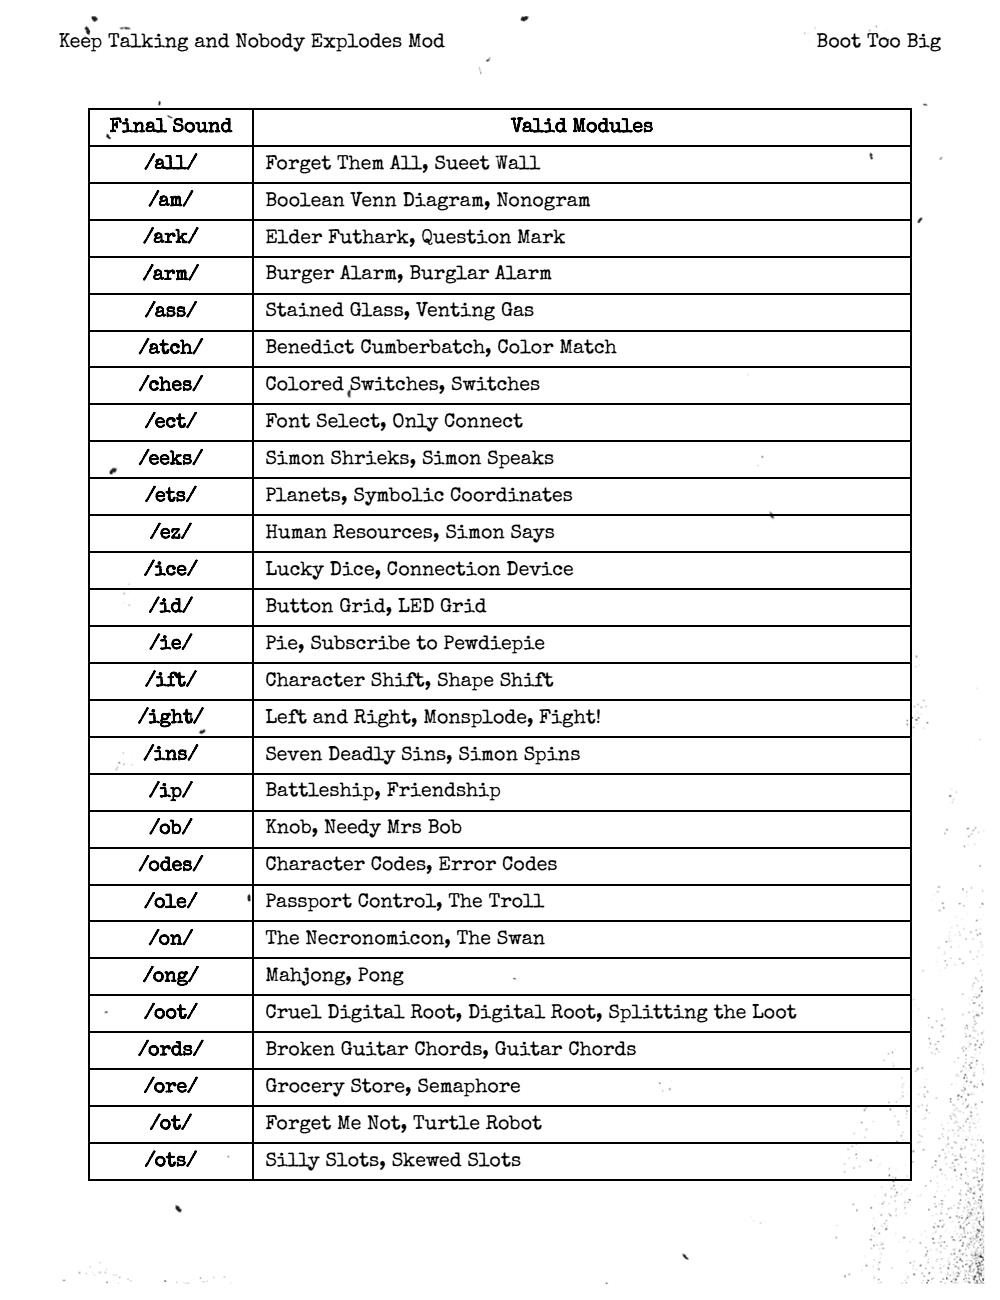 Keep Talking and Nobody Explodes Mod Boot Too Big
Final Sound Valid Modules
/all/ Forget Them All, Sueet Wall
/am/ Boolean Venn Diagram, Nonogram
/ark/ Elder Futhark, Question Mark
/arm/ Burger Alarm, Burglar Alarm
/ass/ Stained Glass, Venting Gas
/atch/ Benedict Cumberbatch, Color Match
/ches/ Colored Switches, Switches
/ect/ Font Select, Only Connect
/eeks/ Simon Shrieks, Simon Speaks
/ets/ Planets, Symbolic Coordinates
/ez/ Human Resources, Simon Says
/ice/ Lucky Dice, Connection Device
/id/ Button Grid, LED Grid
/ie/ Pie, Subscribe to Pewdiepie
/ift/ Character Shift, Shape Shift
/ight/ Left and Right, Monsplode, Fight!
/ins/ Seven Deadly Sins, Simon Spins
/ip/ Battleship, Friendship
/ob/ Knob, Needy Mrs Bob
/odes/ Character Codes, Error Codes
/ole/ Passport Control, The Troll
/on/ The Necronomicon, The Swan
/ong/ Mahjong, Pong
/oot/ Cruel Digital Root, Digital Root, Splitting the Loot
/ords/ Broken Guitar Chords, Guitar Chords
/ore/ Grocery Store, Semaphore
/ot/ Forget Me Not, Turtle Robot
/ots/ Silly Slots, Skewed Slots